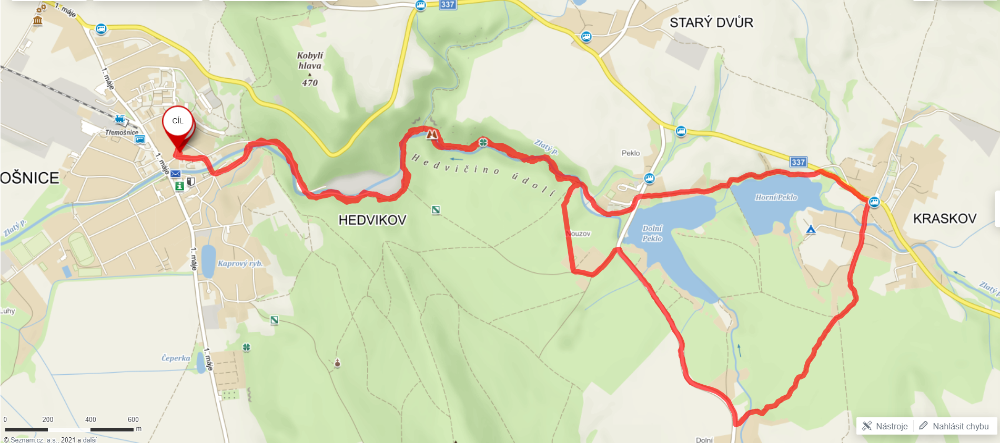 1. máje
337
STARÝ DVŮR
Kobylí
hlava
470
1. máje
CÍL
Třemošnice
1. máje
Zlatý p.
Peklo
Hedvičino údolí
337
OŠNICE
Horní Peklo
HEDVIKOV
KRASKOV
Zlatý p.
Dolní
Peklo
Nouzov
1. máje
Kaprový ryb.
Zlatý p.
Luhy
Čeperka
1. máje
0 200 400 600
m
© Seznam.cz, a.s., 2021 a další
Nástroje
Nahlásit chybu
Dolní